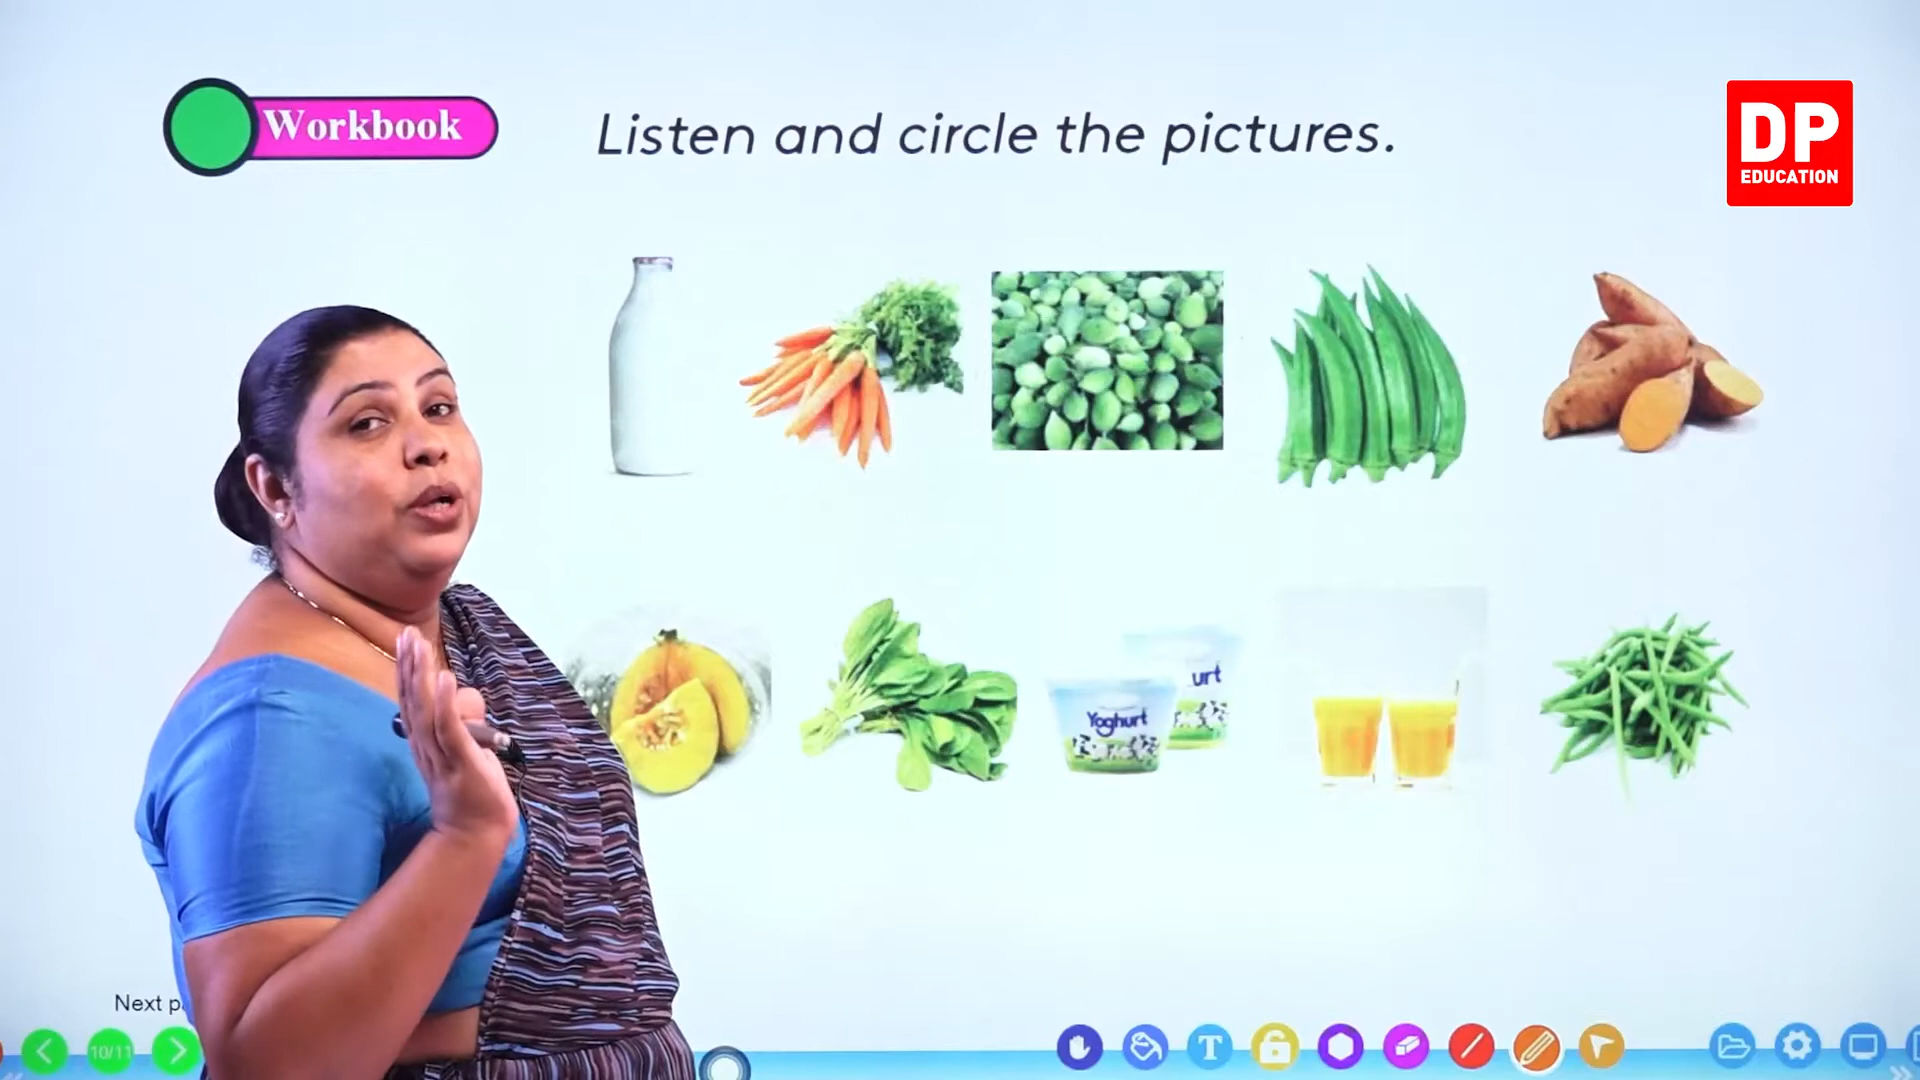 Workbook
Listen and circle the pictures.
DP
EDUCATION
urt
Yoghurt
Next
10/11
T